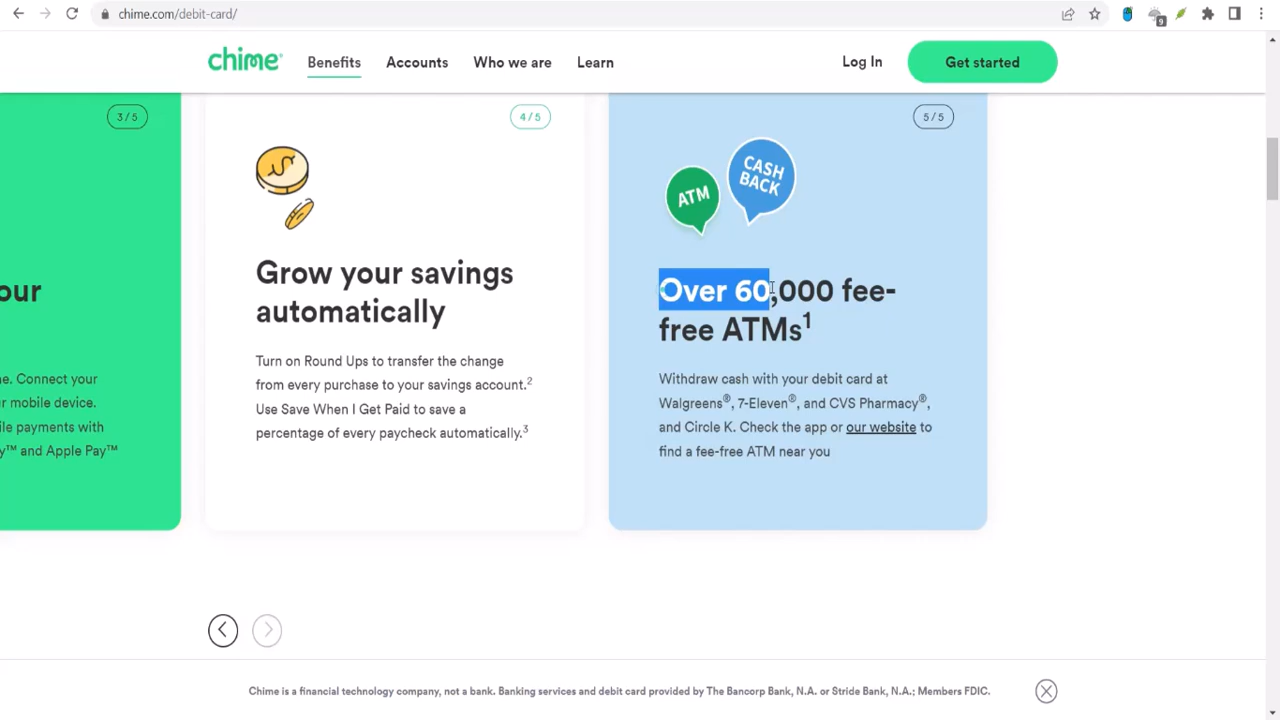 chime.com/debit-card/
9
chime®
Benefits
Accounts
Who we are
Learn
Log In
Get started
3 / 5
our
ne. Connect your
r mobile device.
ile payments with
y™ and Apple Pay™
4 / 5
Grow your savings
automatically
Turn on Round Ups to transfer the change
from every purchase to your savings account.2
Use Save When I Get Paid to save a
percentage of every paycheck automatically.3
5 / 5
ATM
CASH
BACK
Over 60,000 fee-
free ATMs1
Withdraw cash with your debit card at
Walgreens®, 7-Eleven®, and CVS Pharmacy®,
and Circle K. Check the app or our website to
find a fee-free ATM near you
Chime is a financial technology company, not a bank. Banking services and debit card provided by The Bancorp Bank, N.A. or Stride Bank, N.A.; Members FDIC.